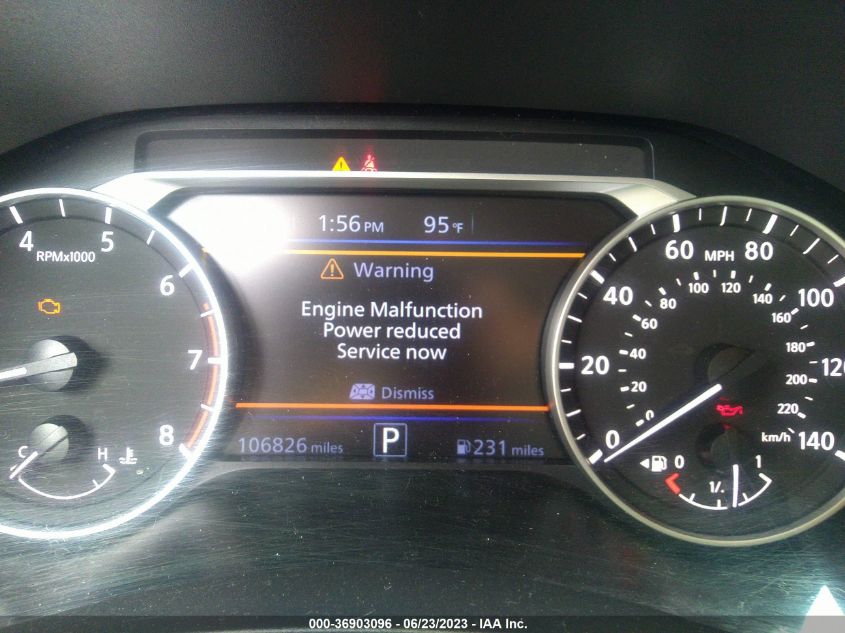 1:56 PM 95°F
4 5 6 7 8
RPMx1000
Warning
Engine Malfunction
Power reduced
Service now
Dismiss
106826 miles P 231 miles
C H
0 20 40 60 80 100 120 140
MPH
0 20 40 60 80 100 120 140 160 180 200 220
km/h
0 1/. 1
000-36903096 - 06/23/2023 - IAA Inc.